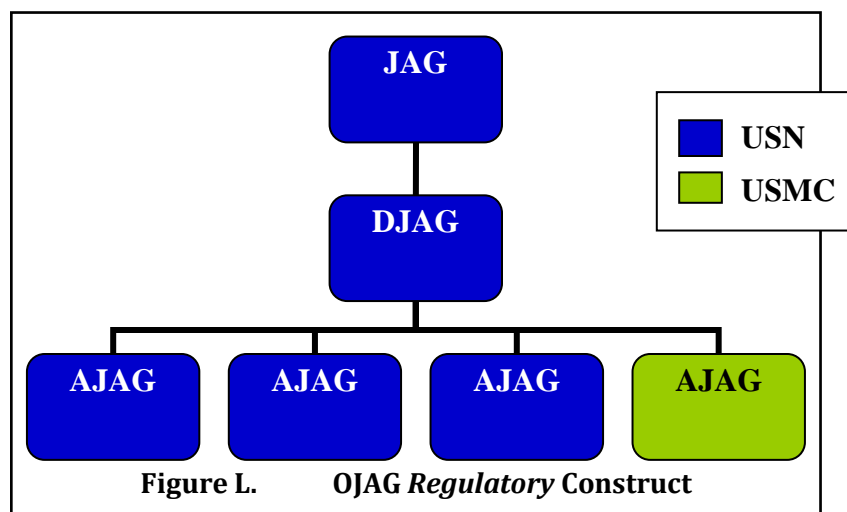 JAG
USN
USMC
DJAG
AJAG AJAG AJAG AJAG
Figure L. OJAG Regulatory Construct